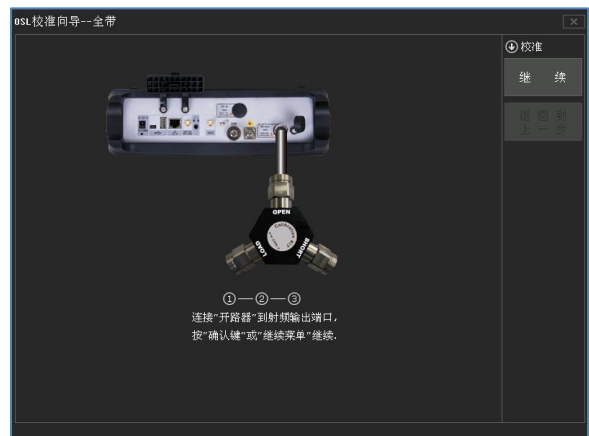 OSL校准向导--全带
校准
继 续
返 回 到
上 一 步
OPEN
LOAD
SHORT
Calibration Kit
①—②—③
连接"开路器"到射频输出端口,
按"确认键"或"继续菜单"继续.